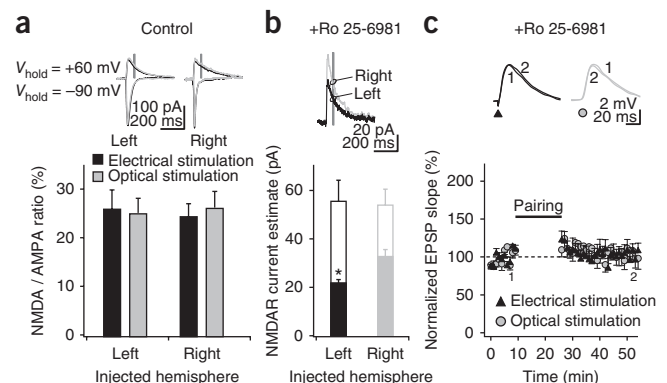 a
Control
Vhold = +60 mV
Vhold = –90 mV
100 pA
200 ms
Left
Right
Electrical stimulation
Optical stimulation
NMDA / AMPA ratio (%)
30
20
10
0
Left
Right
Injected hemisphere
b
+Ro 25-6981
Right
Left
20 pA
200 ms
NMDAR current estimate (pA)
60
40
20
0
*
Left
Right
Injected hemisphere
c
+Ro 25-6981
2
1
1
2
2 mV
20 ms
Normalized EPSP slope (%)
200
150
100
50
0
Pairing
1
2
Electrical stimulation
Optical stimulation
0 10 20 30 40 50
Time (min)